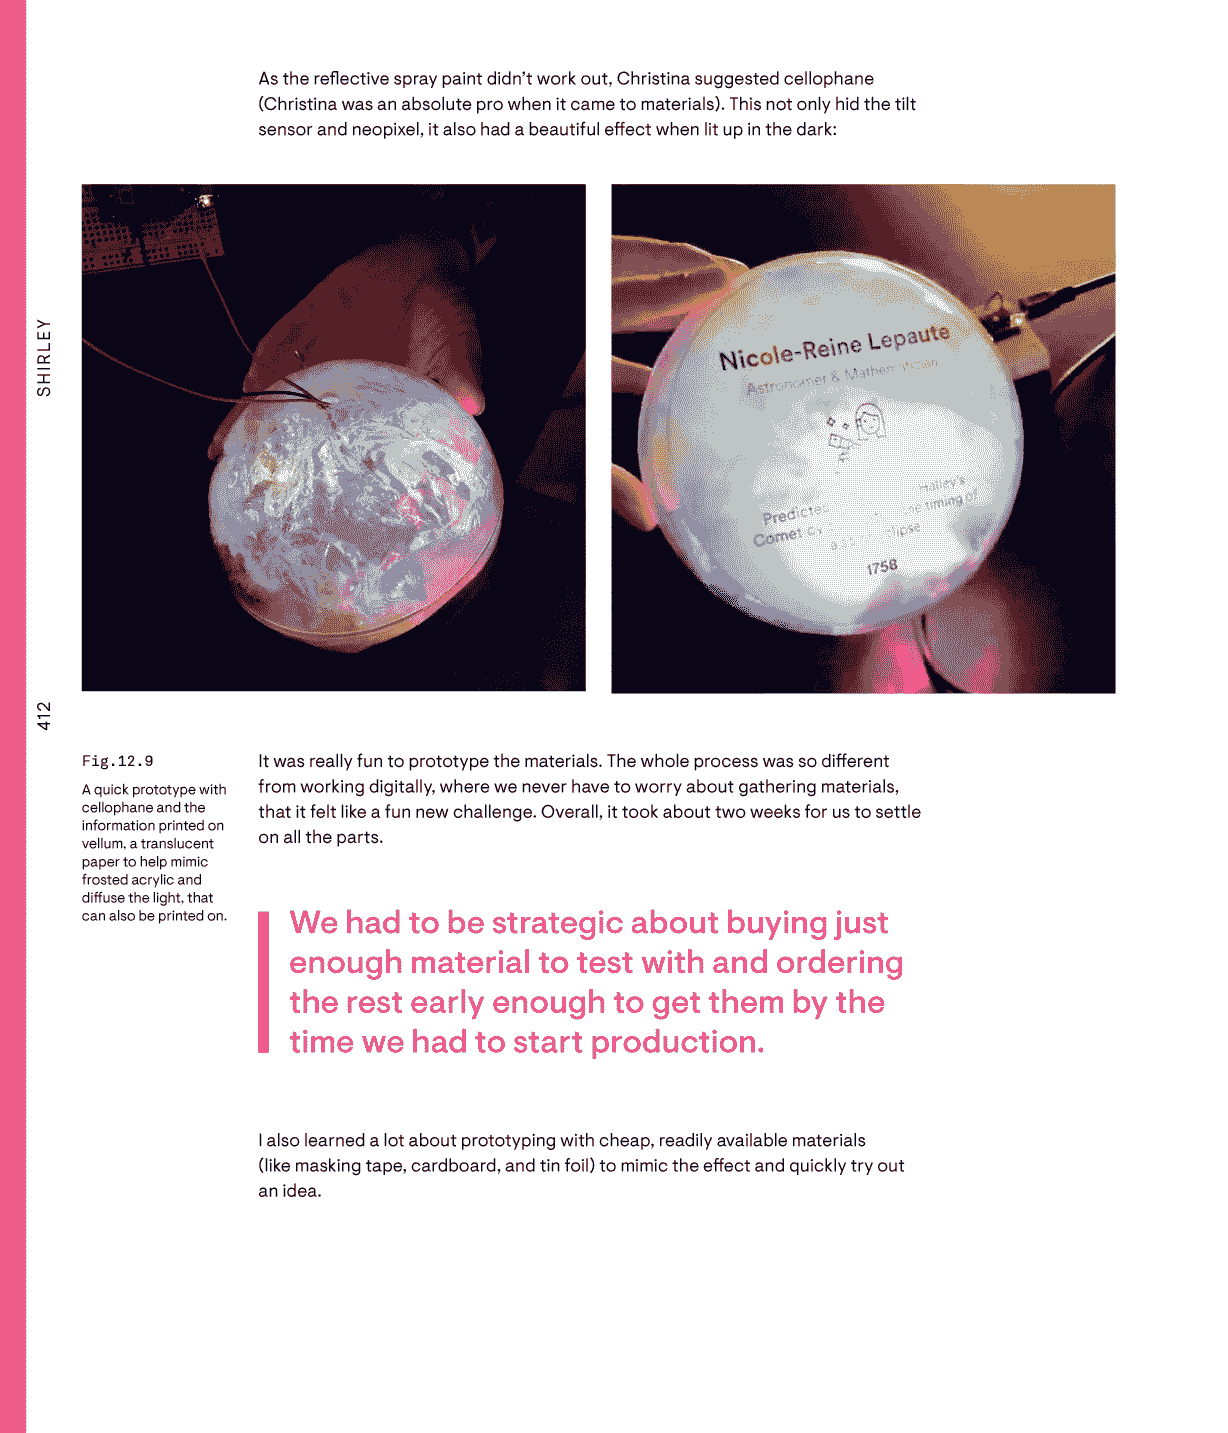 As the reflective spray paint didn’t work out, Christina suggested cellophane
(Christina was an absolute pro when it came to materials). This not only hid the tilt
sensor and neopixel, it also had a beautiful effect when lit up in the dark:
SHIRLEY
Nicole-Reine Lepaute
Astronomer & Mathematician
Predicted Halley's
Comet timing of
eclipse
1758
412
Fig.12.9
A quick prototype with
cellophane and the
information printed on
vellum, a translucent
paper to help mimic
frosted acrylic and
diffuse the light, that
can also be printed on.
It was really fun to prototype the materials. The whole process was so different
from working digitally, where we never have to worry about gathering materials,
that it felt like a fun new challenge. Overall, it took about two weeks for us to settle
on all the parts.
We had to be strategic about buying just
enough material to test with and ordering
the rest early enough to get them by the
time we had to start production.
I also learned a lot about prototyping with cheap, readily available materials
(like masking tape, cardboard, and tin foil) to mimic the effect and quickly try out
an idea.